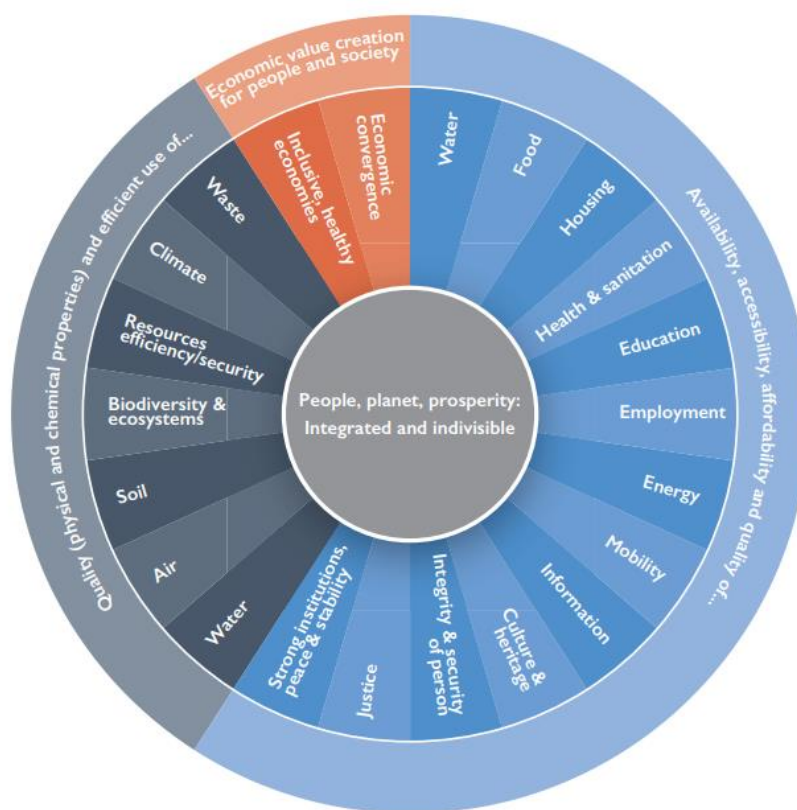 Economic value creation
for people and society
Availability, accessibility, affordability and quality of...
Quality (physical and chemical properties) and efficient use of...
Water
Food
Housing
Health & sanitation
Education
Employment
Energy
Mobility
Information
Culture &
heritage
Integrity & security
of person
Justice
Strong institutions,
peace & stability
Water
Air
Soil
Biodiversity &
ecosystems
Resources
efficiency/security
Climate
Waste
Inclusive, healthy
economies
Economic
convergence
People, planet, prosperity:
Integrated and indivisible